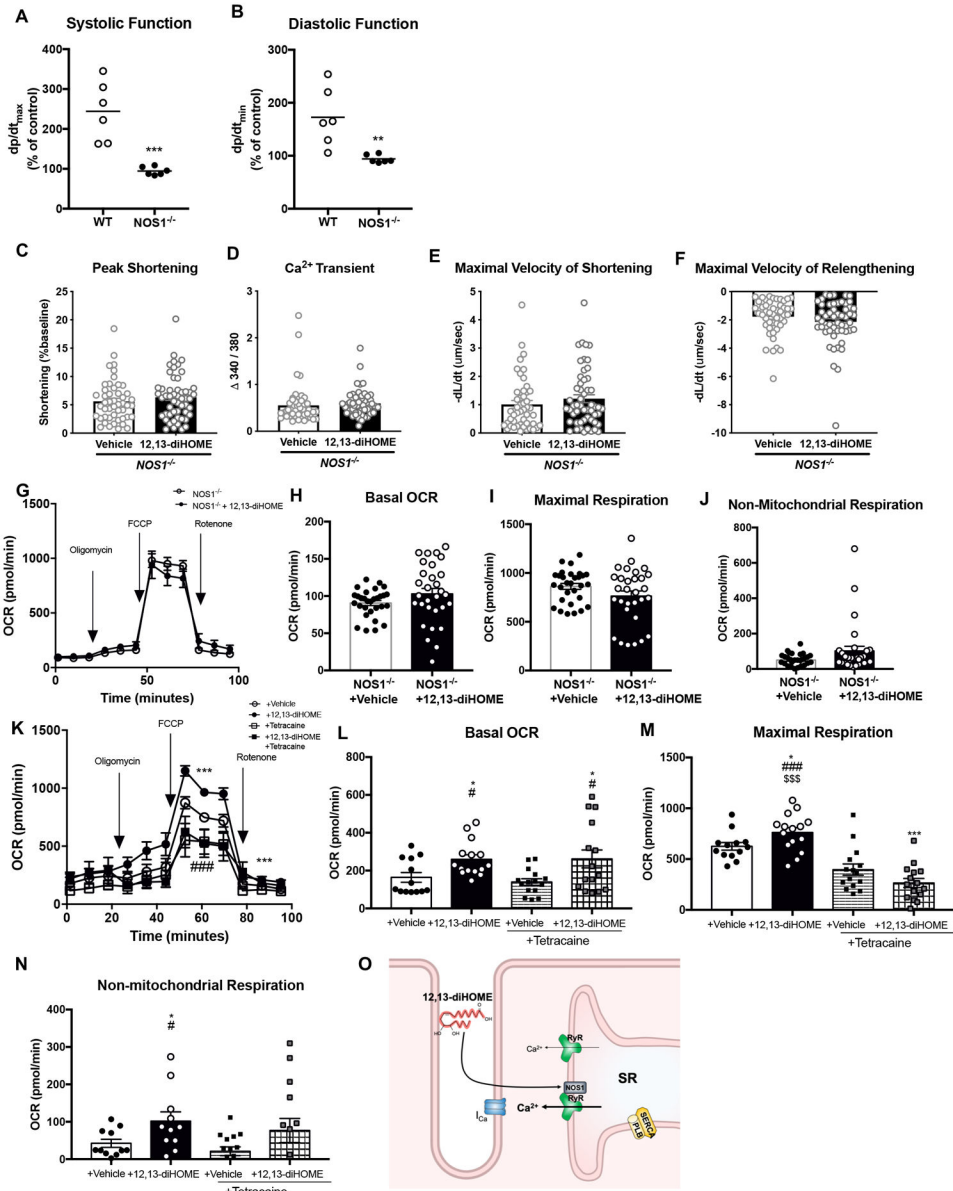 A
Systolic Function
dp/dtmax
(% of control)
400
300
200
100
0
***
WT
NOS1-/-
B
Diastolic Function
dp/dtmin
(% of control)
300
200
100
0
**
WT
NOS1-/-
C
Peak Shortening
Shortening (%baseline)
25
20
15
10
5
0
Vehicle 12,13-diHOME
NOS1-/-
D
Ca2+ Transient
Δ 340 / 380
3
2
1
0
Vehicle 12,13-diHOME
NOS1-/-
E
Maximal Velocity of Shortening
-dL/dt (um/sec)
5
4
3
2
1
0
Vehicle 12,13-diHOME
NOS1-/-
F
Maximal Velocity of Relengthening
-dL/dt (um/sec)
0
-2
-4
-6
-8
-10
Vehicle 12,13-diHOME
NOS1-/-
G
NOS1-/-
NOS1-/- + 12,13-diHOME
OCR (pmol/min)
1500
1000
500
0
Oligomycin
FCCP
Rotenone
0 50 100
Time (minutes)
H
Basal OCR
OCR (pmol/min)
200
150
100
50
0
NOS1-/- NOS1-/-
+Vehicle +12,13-diHOME
I
Maximal Respiration
OCR (pmol/min)
1500
1000
500
0
NOS1-/- NOS1-/-
+Vehicle +12,13-diHOME
J
Non-Mitochondrial Respiration
OCR (pmol/min)
800
600
400
200
0
NOS1-/- NOS1-/-
+Vehicle +12,13-diHOME
K
+Vehicle
+12,13-diHOME
+Tetracaine
+12,13-diHOME
+Tetracaine
OCR (pmol/min)
1500
1000
500
0
Oligomycin
FCCP
Rotenone
***
###
***
0 20 40 60 80 100
Time (minutes)
L
Basal OCR
OCR (pmol/min)
800
600
400
200
0
*
#
*
#
+Vehicle +12,13-diHOME +Vehicle +12,13-diHOME
+Tetracaine
M
Maximal Respiration
OCR (pmol/min)
1500
1000
500
0
*
###
$$$
***
+Vehicle +12,13-diHOME +Vehicle +12,13-diHOME
+Tetracaine
N
Non-mitochondrial Respiration
OCR (pmol/min)
400
300
200
100
0
*
#
+Vehicle +12,13-diHOME +Vehicle +12,13-diHOME
+Tetracaine
O
12,13-diHOME
O
OH
HO
OH
RyR
Ca2+
NOS1
SR
Ca2+
RyR
ICa
SERCA
PLB